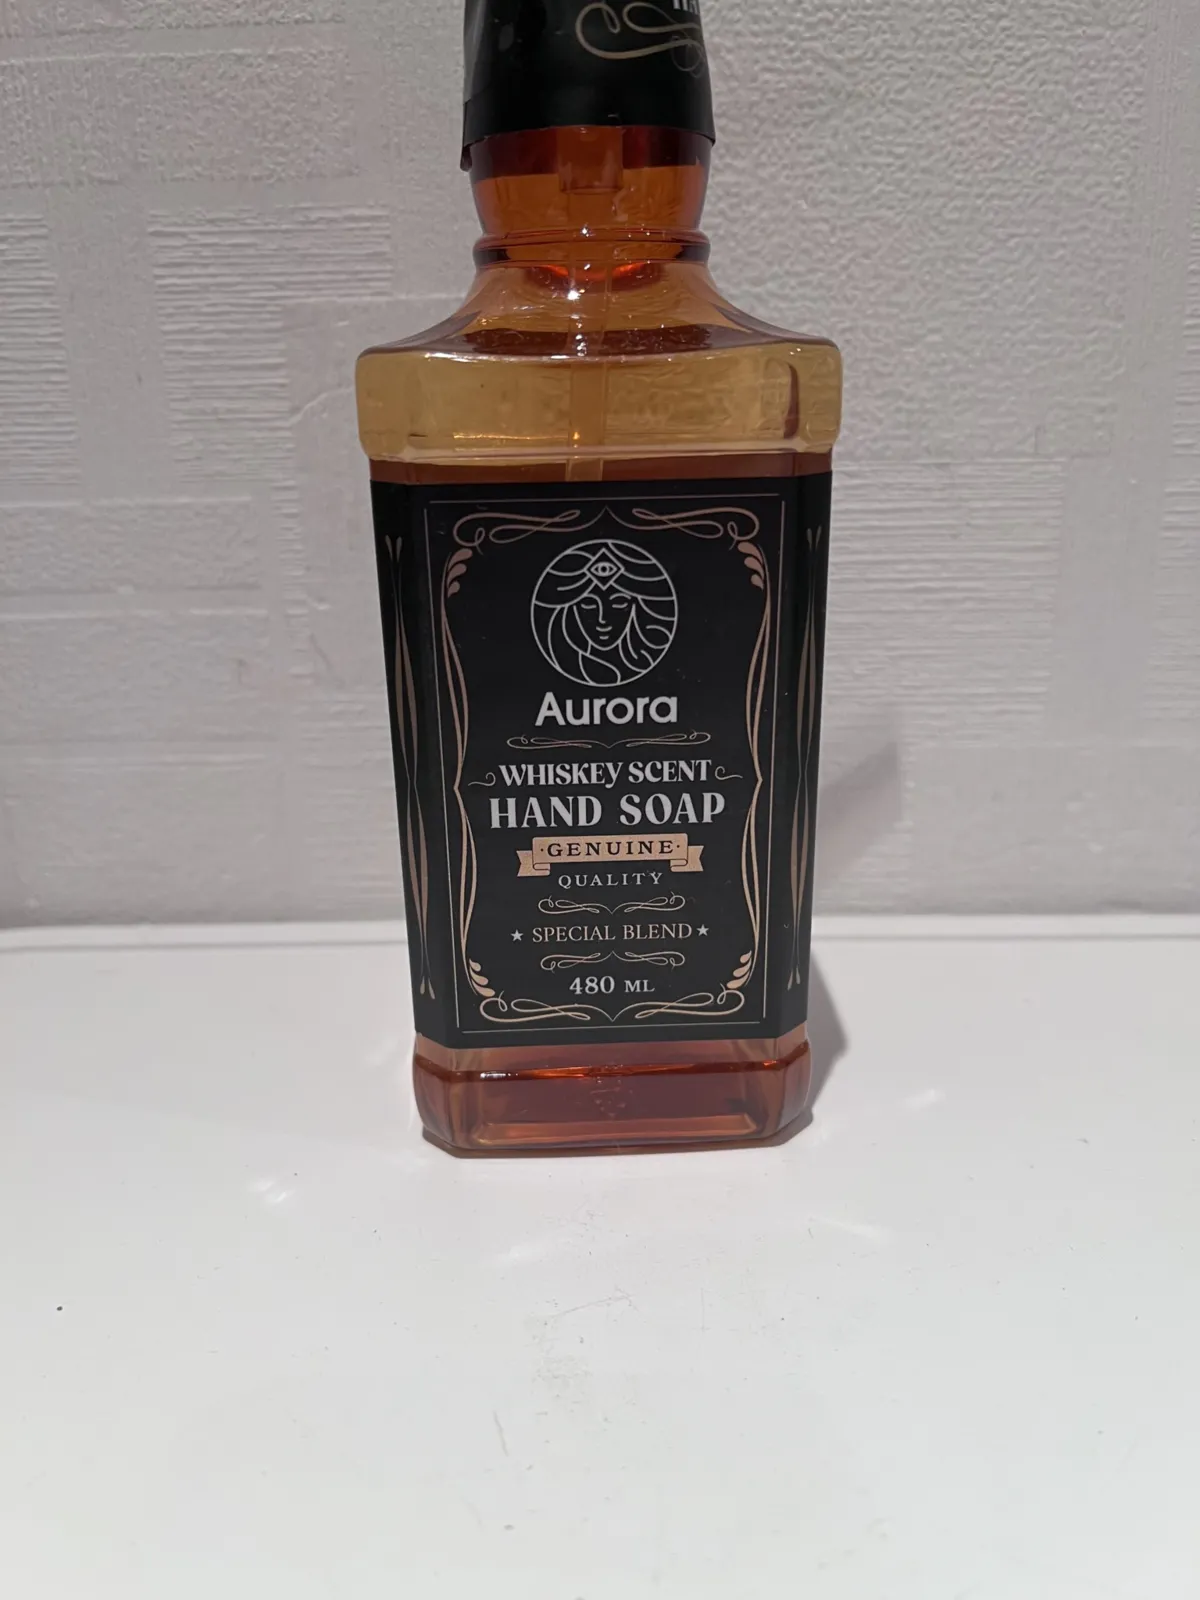 Aurora
WHISKEY SCENT
HAND SOAP
·GENUINE·
QUALITY
★ SPECIAL BLEND ★
480 ML